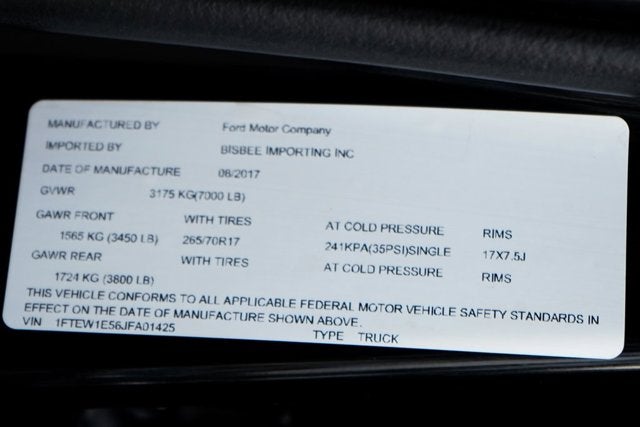 MANUFACTURED BY Ford Motor Company
IMPORTED BY BISBEE IMPORTING INC
DATE OF MANUFACTURE 08/2017
GVWR 3175 KG(7000 LB)
GAWR FRONT WITH TIRES AT COLD PRESSURE RIMS
1565 KG (3450 LB) 265/70R17 241KPA(35PSI)SINGLE 17X7.5J
GAWR REAR WITH TIRES AT COLD PRESSURE RIMS
1724 KG (3800 LB)
THIS VEHICLE CONFORMS TO ALL APPLICABLE FEDERAL MOTOR VEHICLE SAFETY STANDARDS IN
EFFECT ON THE DATE OF MANUFACTURE SHOWN ABOVE.
VIN 1FTEW1E56JFA01425 TYPE TRUCK